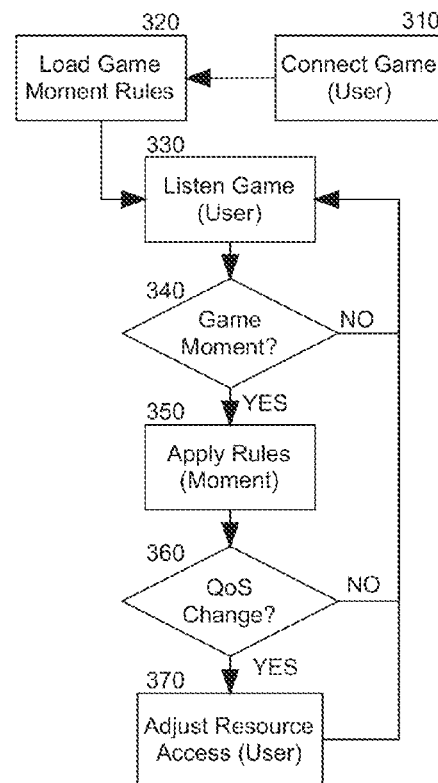 320
Load Game
Moment Rules
310
Connect Game
(User)
330
Listen Game
(User)
340
Game
Moment?
NO
YES
350
Apply Rules
(Moment)
360
QoS
Change?
NO
YES
370
Adjust Resource
Access (User)